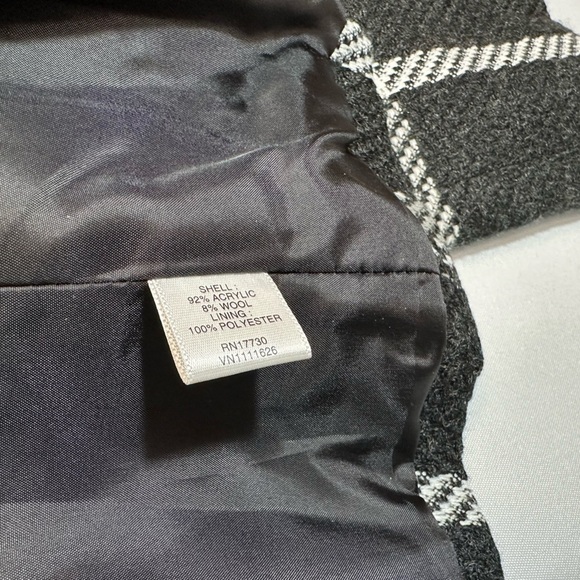 SHELL :
92% ACRYLIC
8% WOOL
LINING :
100% POLYESTER
RN17730
VN1111626